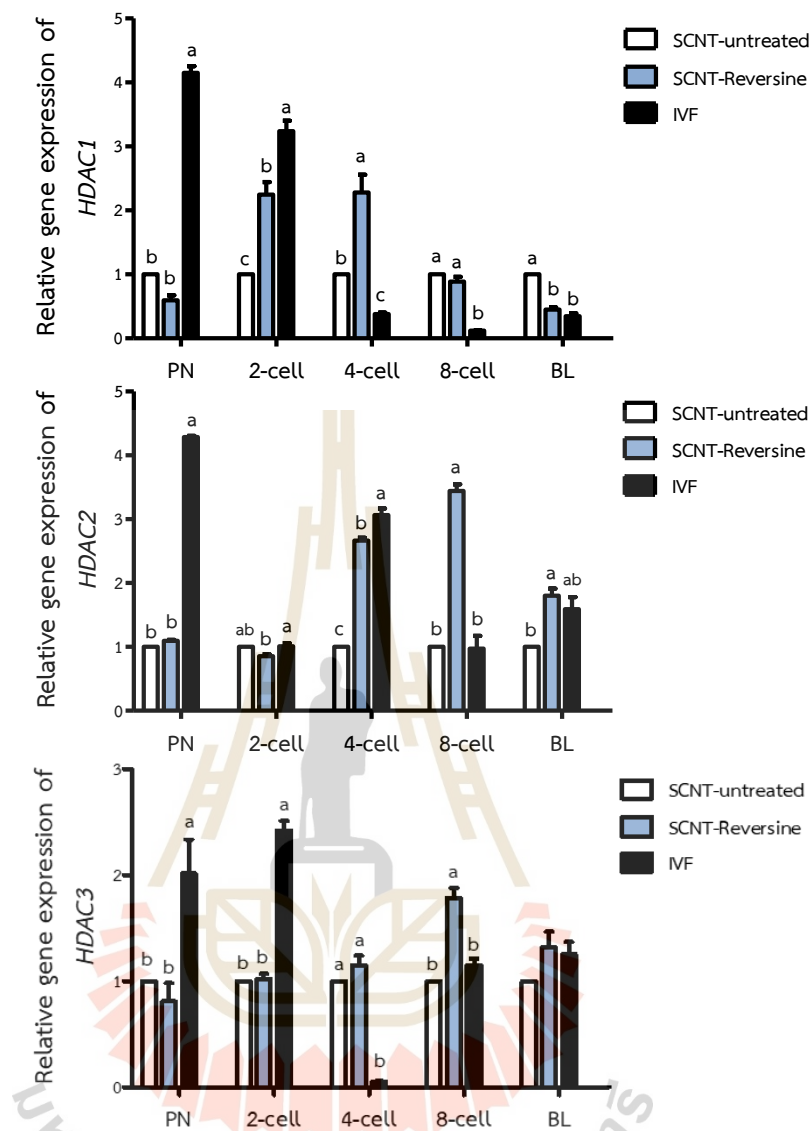 Relative gene expression of
HDAC1
5
4
3
2
1
0
a
a
b
a
b
b
c
b
c
a
a
b
a
b
b
PN 2-cell 4-cell 8-cell BL
SCNT-untreated
SCNT-Reversine
IVF
Relative gene expression of
HDAC2
5
4
3
2
1
0
a
b
b
ab
b
a
c
b
a
b
a
b
b
a
ab
PN 2-cell 4-cell 8-cell BL
SCNT-untreated
SCNT-Reversine
IVF
Relative gene expression of
HDAC3
3
2
1
0
b
b
a
b
b
a
a
a
b
b
a
b
PN 2-cell 4-cell 8-cell BL
SCNT-untreated
SCNT-Reversine
IVF